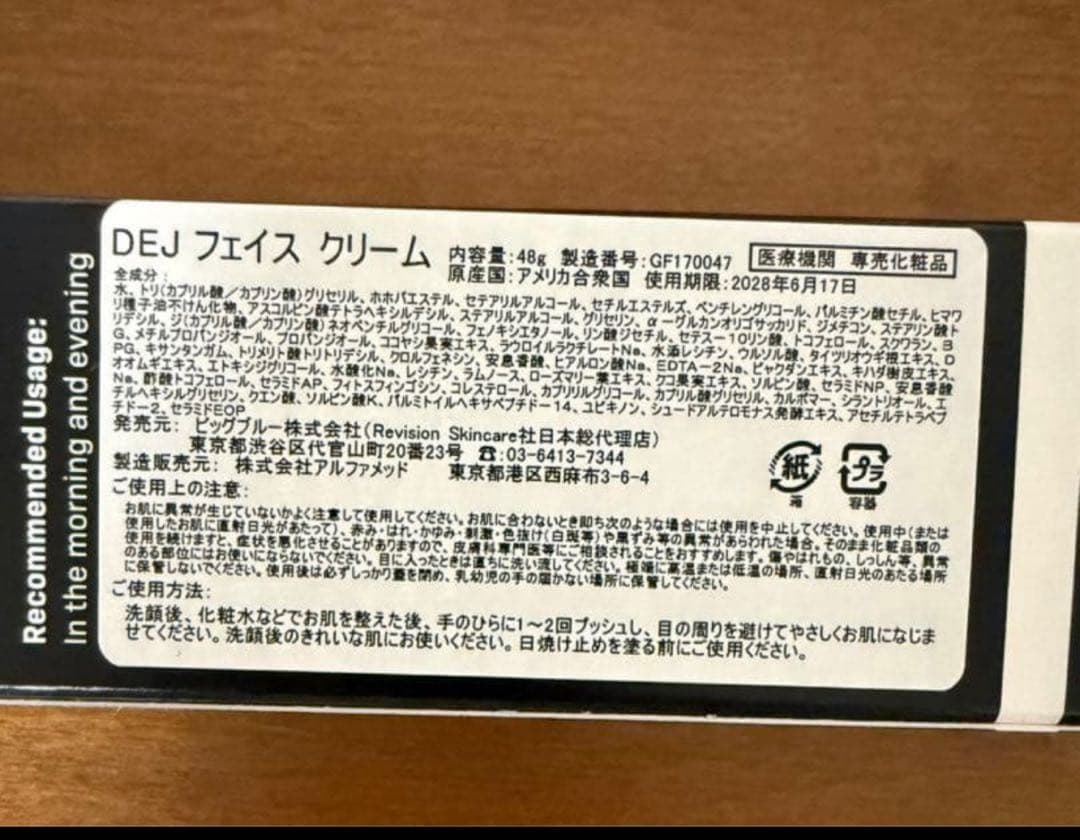 Recommended Usage:
In the morning and evening
DEJ フェイス クリーム
内容量:48g 製造番号:GF170047
医療機関 専売化粧品
原産国:アメリカ合衆国 使用期限:2028年6月17日
全成分:
水、トリ(カプリル酸/カプリン酸)グリセリル、ホホバエステル、セテアリルアルコール、セチルエステルズ、ペンチレングリコール、パルミチン酸セチル、ヒマワ
リ種子油不けん化物、アスコルビン酸テトラヘキシルデシル、ステアリルアルコール、グリセリン、α-グルカンオリゴサッカリド、ジメチコン、ステアリン酸ト
リデシル、ジ(カプリル酸/カプリン酸)ネオペンチルグリコール、フェノキシエタノール、リン酸ジセチル、セテス-10リン酸、トコフェロール、スクワラン、B
G、メチルプロパンジオール、プロパンジオール、ココヤシ果実エキス、ラウロイルラクチレートNa、水添レシチン、ウルソル酸、タイツリオウギ根エキス、D
PG、キサンタンガム、トリメリト酸トリトリデシル、クロルフェネシン、安息香酸、ヒアルロン酸Na、EDTA-2Na、ビャクダンエキス、キハダ樹皮エキス、
オオムギエキス、エトキシジグリコール、水酸化Na、レシチン、ラムノース、ローズマリー葉エキス、クコ果実エキス、ソルビン酸、セラミドNP、安息香酸
Na、酢酸トコフェロール、セラミドAP、フィトスフィンゴシン、コレステロール、カプリリルグリコール、カプリル酸グリセリル、カルボマー、シラントリオール、エ
チルヘキシルグリセリン、クエン酸、ソルビン酸K、パルミトイルヘキサペプチド-14、ユビキノン、シュードアルテロモナス発酵エキス、アセチルテトラペプ
チド-2、セラミドEOP
発売元: ビッグブルー株式会社(Revision Skincare社日本総代理店)
東京都渋谷区代官山町20番23号 ☎:03-6413-7344
製造販売元: 株式会社アルファメッド 東京都港区西麻布3-6-4
紙
プラ
ご使用上の注意:
お肌に異常が生じていないかよく注意して使用してください。お肌に合わないとき即ち次のような場合には使用を中止してください。使用中(または
使用したお肌に直射日光があたって)、赤み・はれ・かゆみ・刺激・色抜け(白斑等)や黒ずみ等の異常があらわれた場合、そのまま化粧品類の
使用を続けますと、症状を悪化させることがありますので、皮膚科専門医等にご相談されることをおすすめします。傷やはれもの、しっしん等、異常
のある部位にはお使いにならないでください。目に入ったときは直ちに洗い流してください。極端に高温または低温の場所、直射日光のあたる場所
に保管しないでください。使用後は必ずしっかり蓋を閉め、乳幼児の手の届かない場所に保管してください。
ご使用方法:
洗顔後、化粧水などでお肌を整えた後、手のひらに1〜2回プッシュし、目の周りを避けてやさしくお肌になじま
せてください。洗顔後のきれいな肌にお使いください。日焼け止めを塗る前にご使用ください。